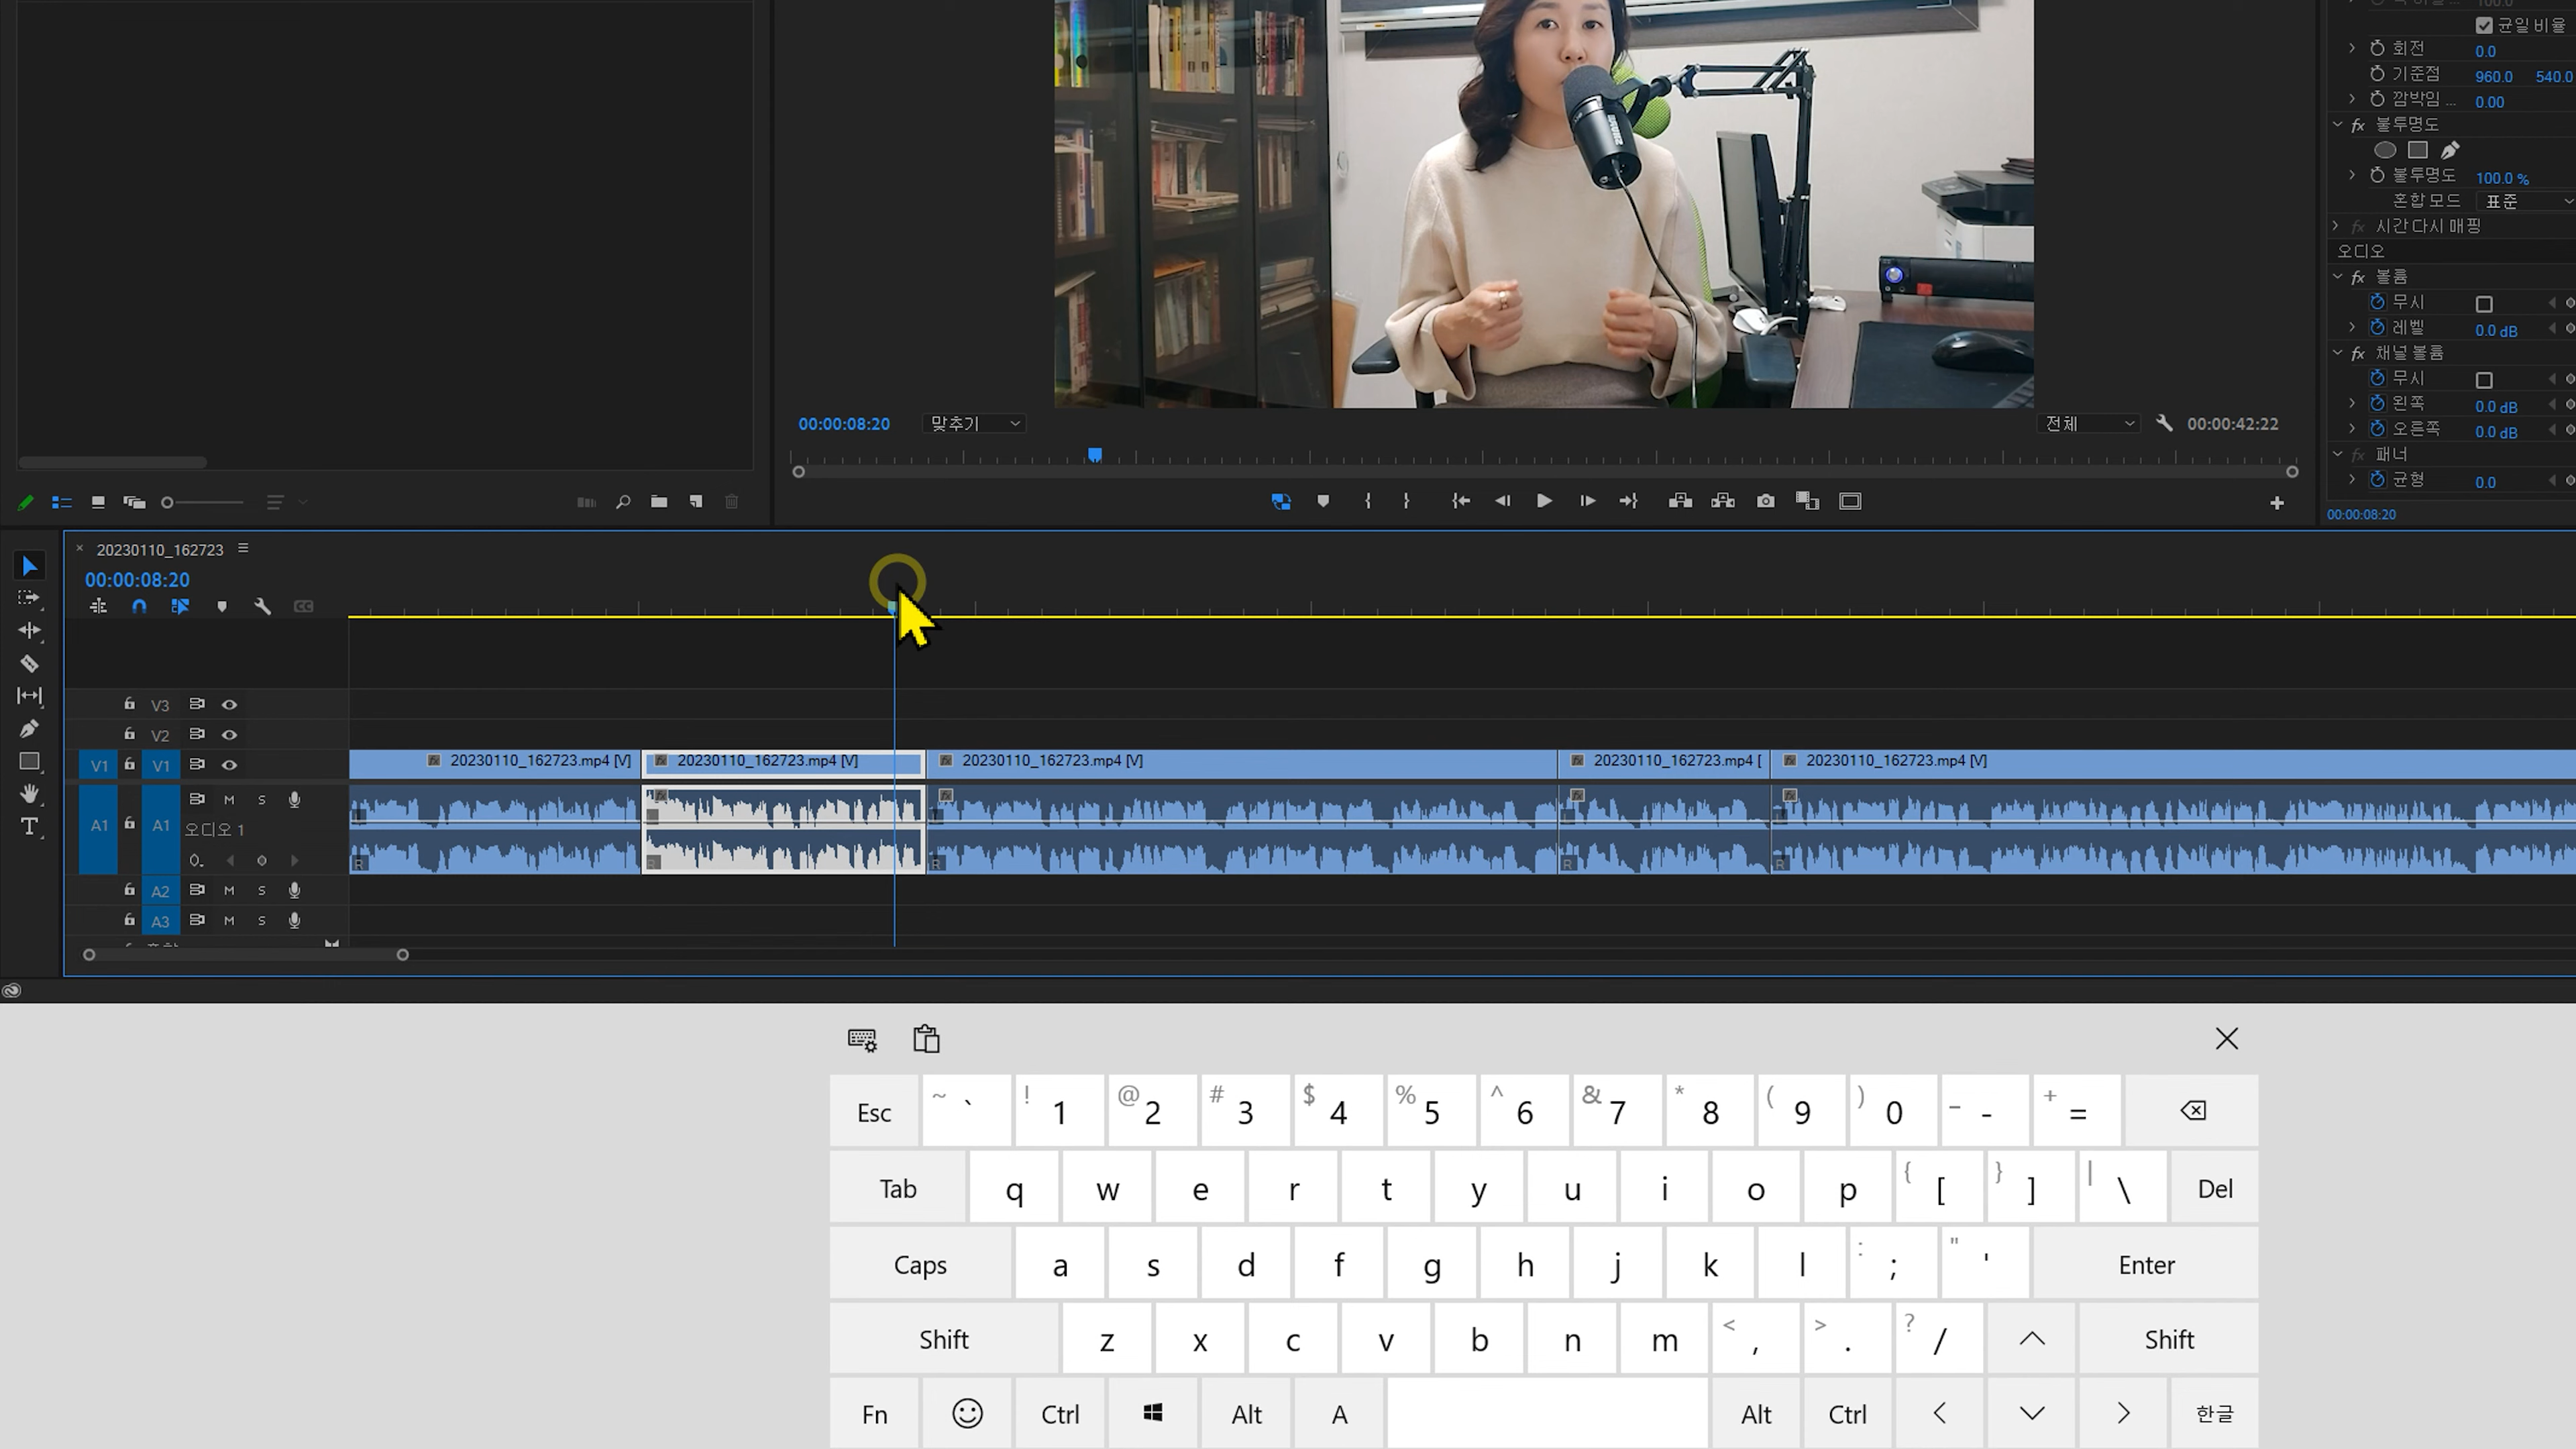 균일 비율
회전
0.0
기준점
960.0 540.0
깜박임 ...
0.00
fx 불투명도
불투명도
100.0 %
혼합 모드
표준
fx 시간 다시 매핑
오디오
fx 볼륨
무시
레벨
0.0 dB
fx 채널 볼륨
무시
왼쪽
0.0 dB
오른쪽
0.0 dB
fx 패너
균형
0.0
00:00:08:20
00:00:08:20
맞추기
전체
00:00:42:22
20230110_162723
00:00:08:20
V3
V2
V1 V1
20230110_162723.mp4 [V]
20230110_162723.mp4 [V]
20230110_162723.mp4 [V]
20230110_162723.mp4 [
20230110_162723.mp4 [V]
A1 A1 M S
오디오 1
A2 M S
A3 M S
Esc ~ ` ! 1 @ 2 # 3 $ 4 % 5 ^ 6 & 7 * 8 ( 9 ) 0 _ - + =
Tab q w e r t y u i o p { [ } ] | \ Del
Caps a s d f g h j k l : ; " ' Enter
Shift z x c v b n m < , > . ? / Shift
Fn Ctrl Alt A Alt Ctrl 한글